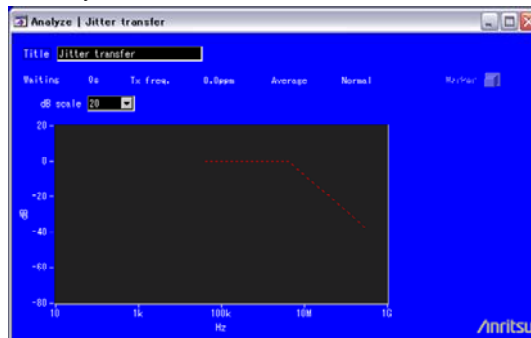 Analyze | Jitter transfer
Title Jitter transfer
Waiting 0s Tx freq. 0.0ppm Average Normal Marker
dB scale 20
20
0
-20
dB
-40
-60
-80
10 1k 100k 10M 1G
Hz
Anritsu